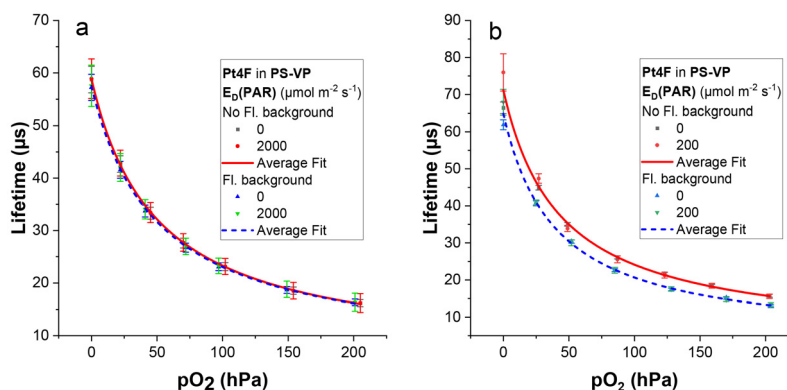 a
70
60
50
40
30
20
10
Lifetime (µs)
0
50
100
150
200
pO2 (hPa)
Pt4F in PS-VP
E_D(PAR) (µmol m⁻² s⁻¹)
No Fl. background
0
2000
Average Fit
Fl. background
0
2000
Average Fit
b
90
80
70
60
50
40
30
20
10
Lifetime (µs)
0
50
100
150
200
pO₂ (hPa)
Pt4F in PS-VP
E_D(PAR) (µmol m⁻² s⁻¹)
No Fl. background
0
200
Average Fit
Fl. background
0
200
Average Fit